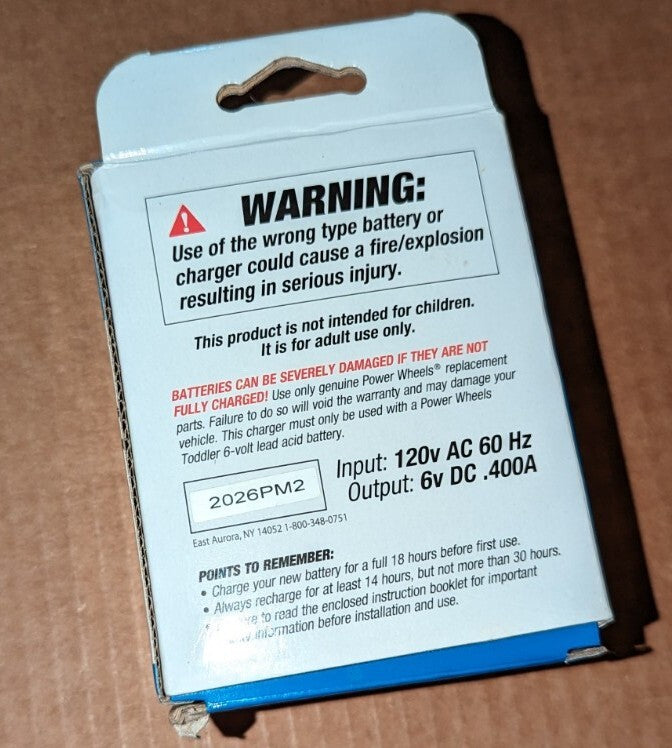 WARNING:
Use of the wrong type battery or
charger could cause a fire/explosion
resulting in serious injury.
This product is not intended for children.
It is for adult use only.
BATTERIES CAN BE SEVERELY DAMAGED IF THEY ARE NOT
FULLY CHARGED! Use only genuine Power Wheels® replacement
parts. Failure to do so will void the warranty and may damage your
vehicle. This charger must only be used with a Power Wheels
Toddler 6-volt lead acid battery.
Input: 120v AC 60 Hz
Output: 6v DC .400A
2026PM2
East Aurora, NY 14052 1-800-348-0751
POINTS TO REMEMBER:
• Charge your new battery for a full 18 hours before first use.
• Always recharge for at least 14 hours, but not more than 30 hours.
to read the enclosed instruction booklet for important
information before installation and use.